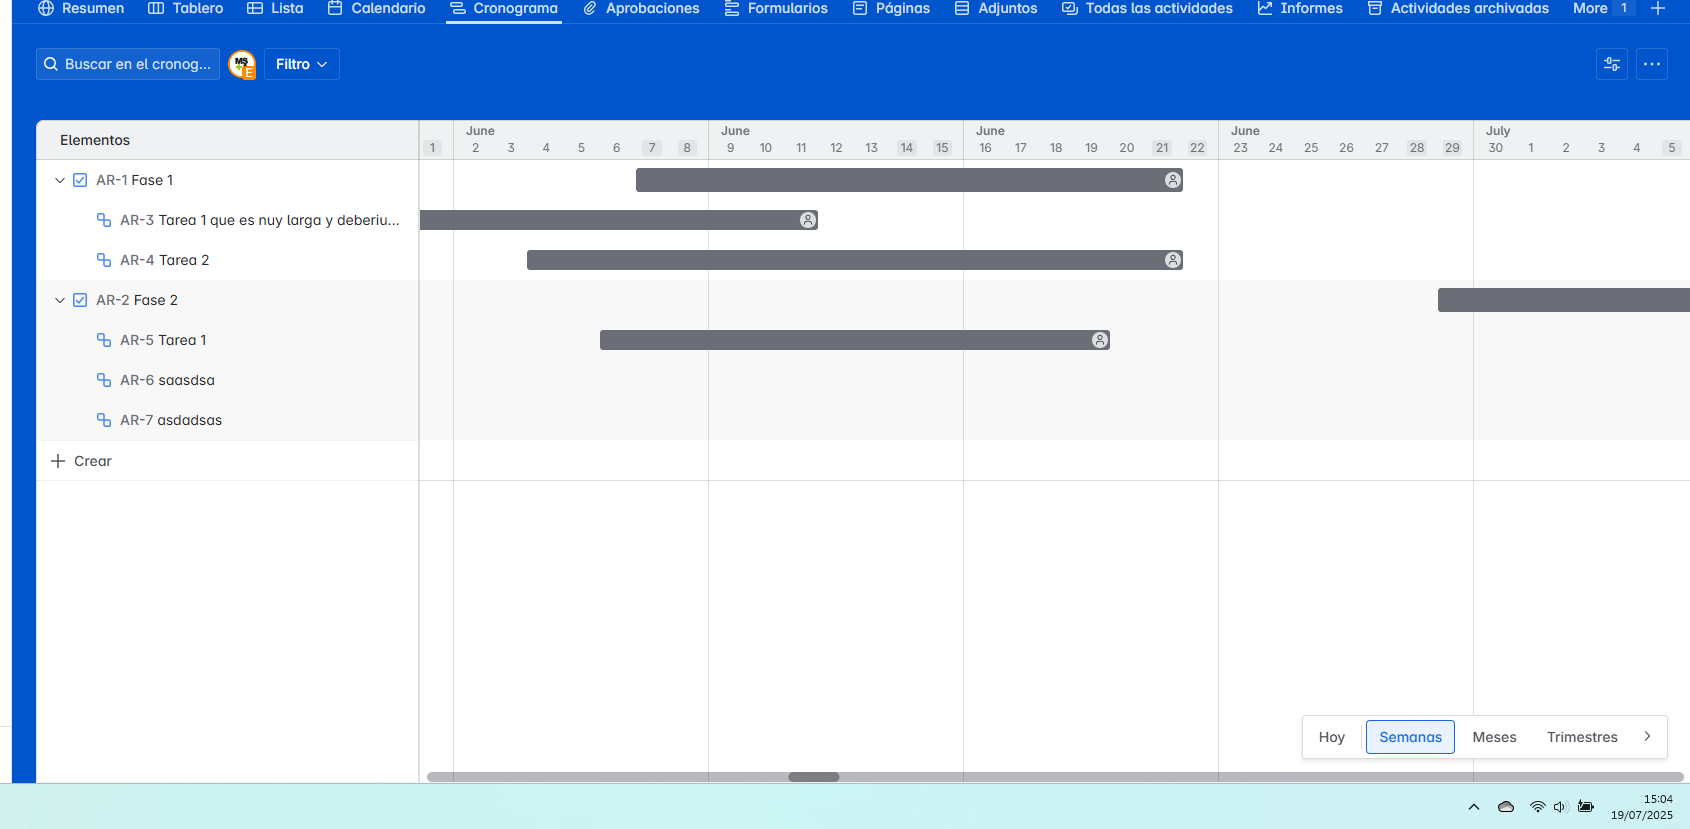 Resumen Tablero Lista Calendario Cronograma Aprobaciones Formularios Páginas Adjuntos Todas las actividades Informes Actividades archivadas More 1
Buscar en el cronog... MS E Filtro
Elementos
June June June June July
1 2 3 4 5 6 7 8 9 10 11 12 13 14 15 16 17 18 19 20 21 22 23 24 25 26 27 28 29 30 1 2 3 4 5
AR-1 Fase 1
AR-3 Tarea 1 que es nuy larga y deberiu...
AR-4 Tarea 2
AR-2 Fase 2
AR-5 Tarea 1
AR-6 saasdsa
AR-7 asdadsas
Crear
Hoy Semanas Meses Trimestres
15:04
19/07/2025